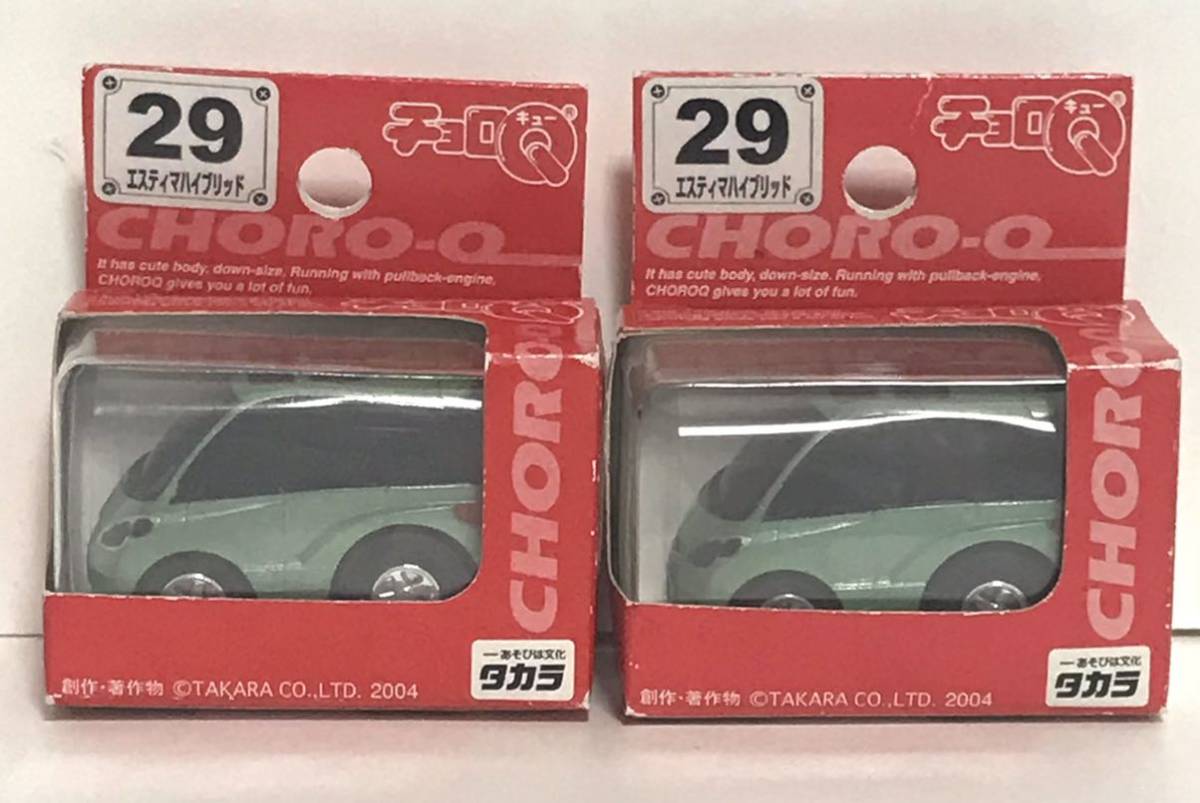 29
エスティマハイブリッド
チョロQ
キュー
®
CHORO-Q
It has cute body, down-size. Running with pullback-engine.
CHOROQ gives you a lot of fun.
CHORO
創作・著作物 ©TAKARA CO.,LTD. 2004
―あそびは文化
タカラ
29
エスティマハイブリッド
チョロQ
キュー
®
CHORO-Q
It has cute body, down-size. Running with pullback-engine.
CHOROQ gives you a lot of fun.
CHORO
創作・著作物 ©TAKARA CO.,LTD. 2004
―あそびは文化
タカラ